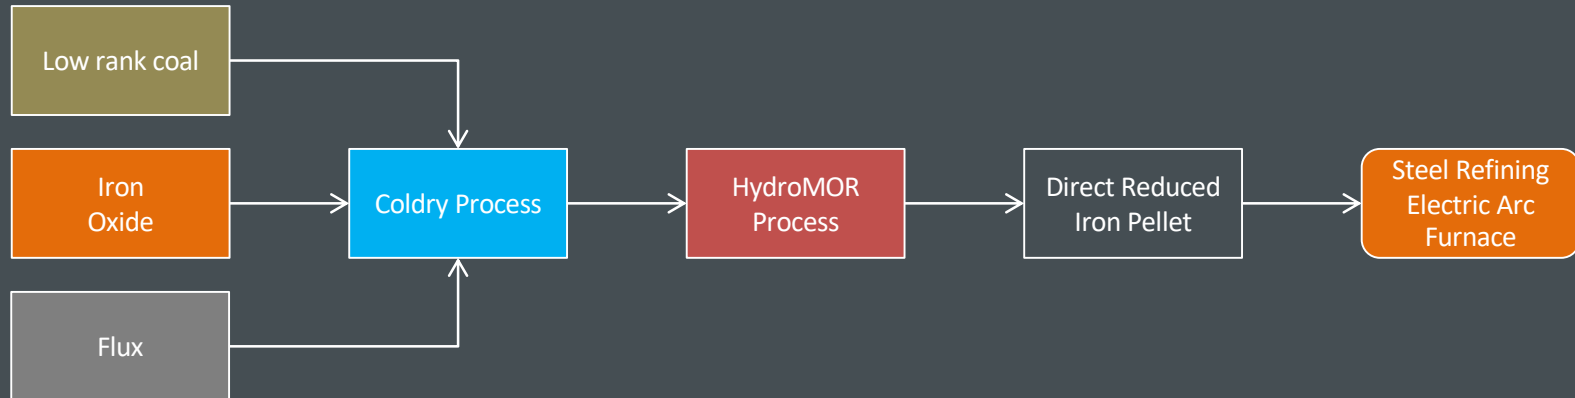 Low rank coal
Iron
Oxide
Flux
Coldry Process
HydroMOR
Process
Direct Reduced
Iron Pellet
Steel Refining
Electric Arc
Furnace